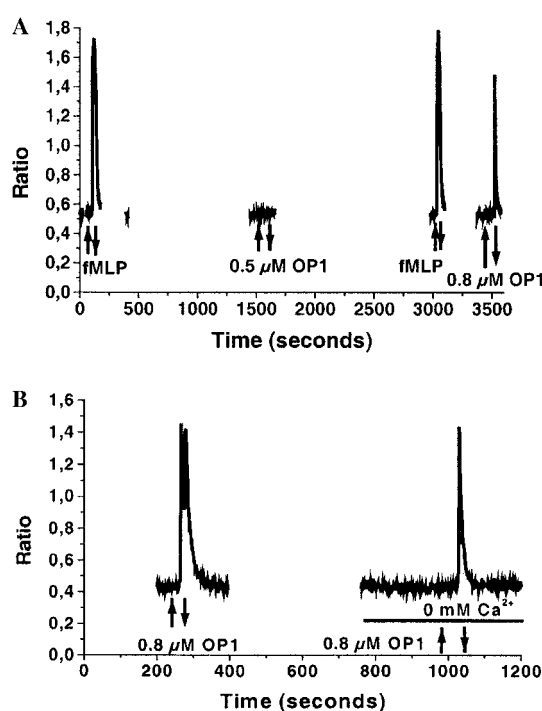 A
1,8
1,6
1,4
1,2
1,0
0,8
0,6
0,4
0,2
0,0
Ratio
fMLP
0.5 µM OP1
fMLP
0.8 µM OP1
0 500 1000 1500 2000 2500 3000 3500
Time (seconds)
B
1,6
1,4
1,2
1,0
0,8
0,6
0,4
0,2
0,0
Ratio
0 mM Ca²⁺
0.8 µM OP1
0.8 µM OP1
0 200 400 600 800 1000 1200
Time (seconds)